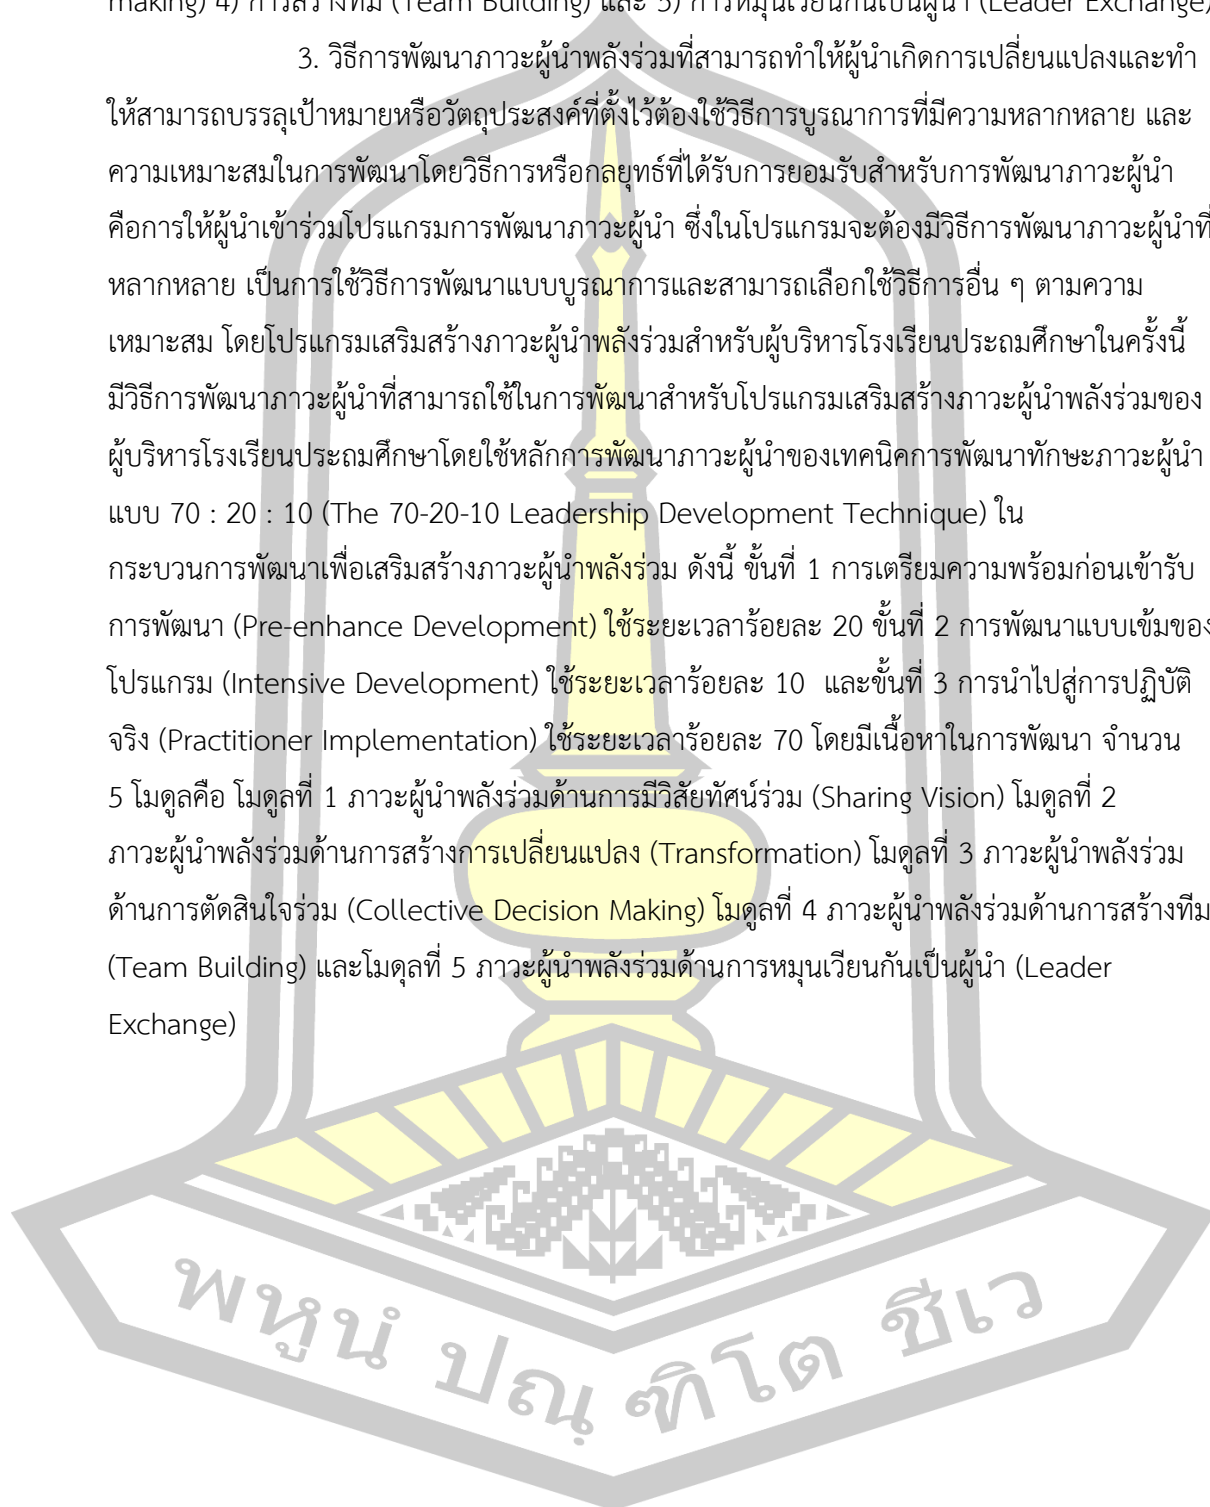 making) 4) การสร้างทีม (Team Building) และ 5) การหมุนเวียนกันเป็นผู้นำ (Leader Exchange)
3. วิธีการพัฒนาภาวะผู้นำพลังร่วมที่สามารถทำให้ผู้นำเกิดการเปลี่ยนแปลงและทำ
ให้สามารถบรรลุเป้าหมายหรือวัตถุประสงค์ที่ตั้งไว้ต้องใช้วิธีการบูรณาการที่มีความหลากหลาย และ
ความเหมาะสมในการพัฒนาโดยวิธีการหรือกลยุทธ์ที่ได้รับการยอมรับสำหรับการพัฒนาภาวะผู้นำ
คือการให้ผู้นำเข้าร่วมโปรแกรมการพัฒนาภาวะผู้นำ ซึ่งในโปรแกรมจะต้องมีวิธีการพัฒนาภาวะผู้นำที่
หลากหลาย เป็นการใช้วิธีการพัฒนาแบบบูรณาการและสามารถเลือกใช้วิธีการอื่น ๆ ตามความ
เหมาะสม โดยโปรแกรมเสริมสร้างภาวะผู้นำพลังร่วมสำหรับผู้บริหารโรงเรียนประถมศึกษาในครั้งนี้
มีวิธีการพัฒนาภาวะผู้นำที่สามารถใช้ในการพัฒนาสำหรับโปรแกรมเสริมสร้างภาวะผู้นำพลังร่วมของ
ผู้บริหารโรงเรียนประถมศึกษาโดยใช้หลักการพัฒนาภาวะผู้นำของเทคนิคการพัฒนาทักษะภาวะผู้นำ
แบบ 70 : 20 : 10 (The 70-20-10 Leadership Development Technique) ใน
กระบวนการพัฒนาเพื่อเสริมสร้างภาวะผู้นำพลังร่วม ดังนี้ ขั้นที่ 1 การเตรียมความพร้อมก่อนเข้ารับ
การพัฒนา (Pre-enhance Development) ใช้ระยะเวลาร้อยละ 20 ขั้นที่ 2 การพัฒนาแบบเข้มของ
โปรแกรม (Intensive Development) ใช้ระยะเวลาร้อยละ 10 และขั้นที่ 3 การนำไปสู่การปฏิบัติ
จริง (Practitioner Implementation) ใช้ระยะเวลาร้อยละ 70 โดยมีเนื้อหาในการพัฒนา จำนวน
5 โมดูลคือ โมดูลที่ 1 ภาวะผู้นำพลังร่วมด้านการมีวิสัยทัศน์ร่วม (Sharing Vision) โมดูลที่ 2
ภาวะผู้นำพลังร่วมด้านการสร้างการเปลี่ยนแปลง (Transformation) โมดูลที่ 3 ภาวะผู้นำพลังร่วม
ด้านการตัดสินใจร่วม (Collective Decision Making) โมดูลที่ 4 ภาวะผู้นำพลังร่วมด้านการสร้างทีม
(Team Building) และโมดุลที่ 5 ภาวะผู้นำพลังร่วมด้านการหมุนเวียนกันเป็นผู้นำ (Leader
Exchange)
พหูนํ ปณฺฑิโต ชีเว